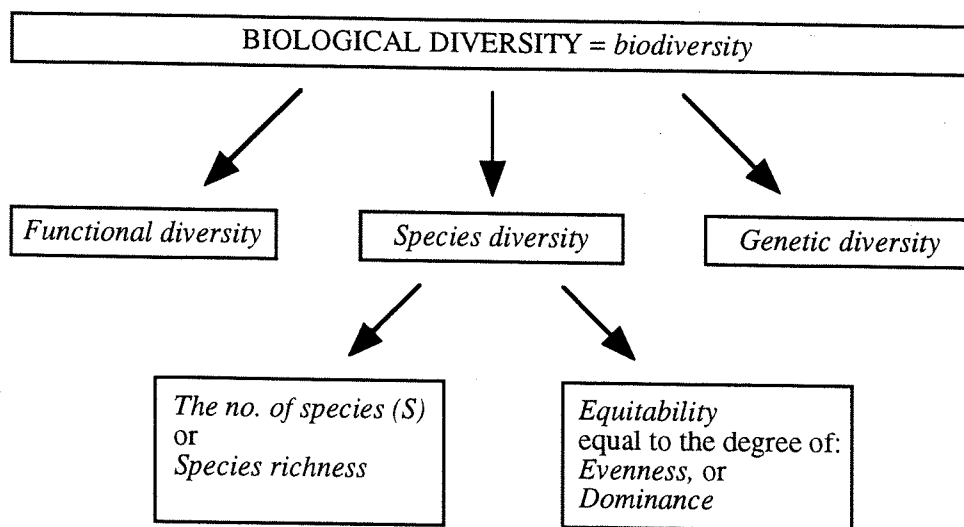 BIOLOGICAL DIVERSITY = biodiversity
Functional diversity
Species diversity
Genetic diversity
The no. of species (S)
or
Species richness
Equitability
equal to the degree of:
Evenness, or
Dominance